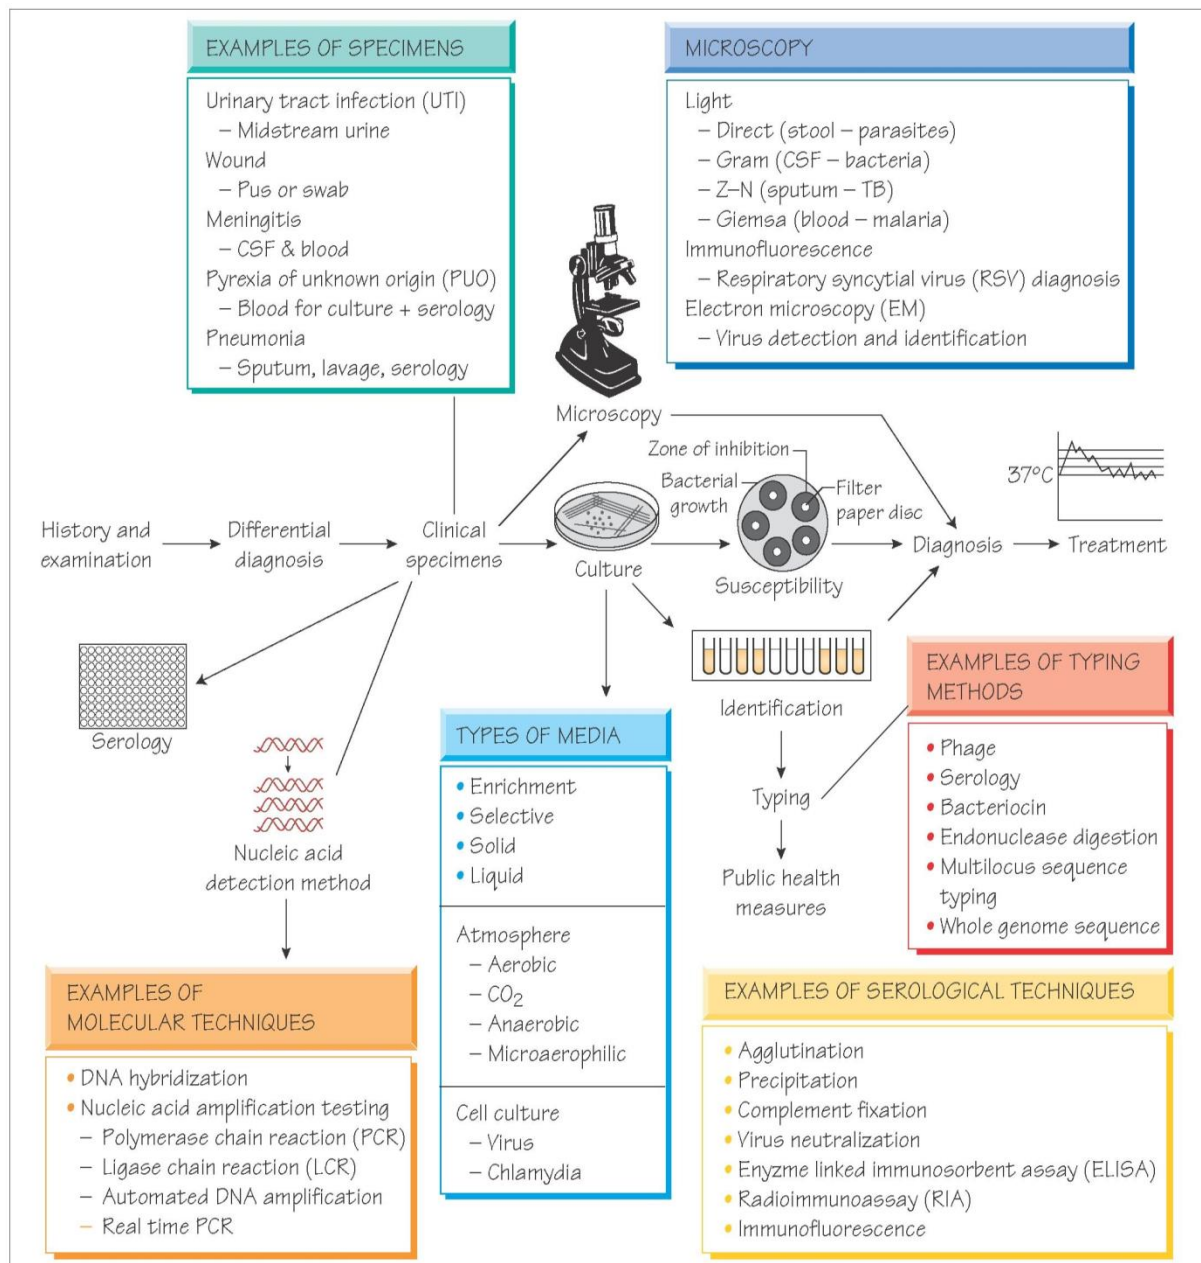 EXAMPLES OF SPECIMENS
Urinary tract infection (UTI)
– Midstream urine
Wound
– Pus or swab
Meningitis
– CSF & blood
Pyrexia of unknown origin (PUO)
– Blood for culture + serology
Pneumonia
– Sputum, lavage, serology
MICROSCOPY
Light
– Direct (stool – parasites)
– Gram (CSF – bacteria)
– Z–N (sputum – TB)
– Giemsa (blood – malaria)
Immunofluorescence
– Respiratory syncytial virus (RSV) diagnosis
Electron microscopy (EM)
– Virus detection and identification
Microscopy
Zone of inhibition
Bacterial
growth
Filter
paper disc
37°C
History and
examination
Differential
diagnosis
Clinical
specimens
Culture
Susceptibility
Diagnosis
Treatment
Serology
Nucleic acid
detection method
Identification
Typing
Public health
measures
TYPES OF MEDIA
• Enrichment
• Selective
• Solid
• Liquid
Atmosphere
– Aerobic
– CO₂
– Anaerobic
– Microaerophilic
Cell culture
– Virus
– Chlamydia
EXAMPLES OF TYPING
METHODS
• Phage
• Serology
• Bacteriocin
• Endonuclease digestion
• Multilocus sequence
typing
• Whole genome sequence
EXAMPLES OF
MOLECULAR TECHNIQUES
• DNA hybridization
• Nucleic acid amplification testing
– Polymerase chain reaction (PCR)
– Ligase chain reaction (LCR)
– Automated DNA amplification
– Real time PCR
EXAMPLES OF SEROLOGICAL TECHNIQUES
• Agglutination
• Precipitation
• Complement fixation
• Virus neutralization
• Enyzme linked immunosorbent assay (ELISA)
• Radioimmunoassay (RIA)
• Immunofluorescence